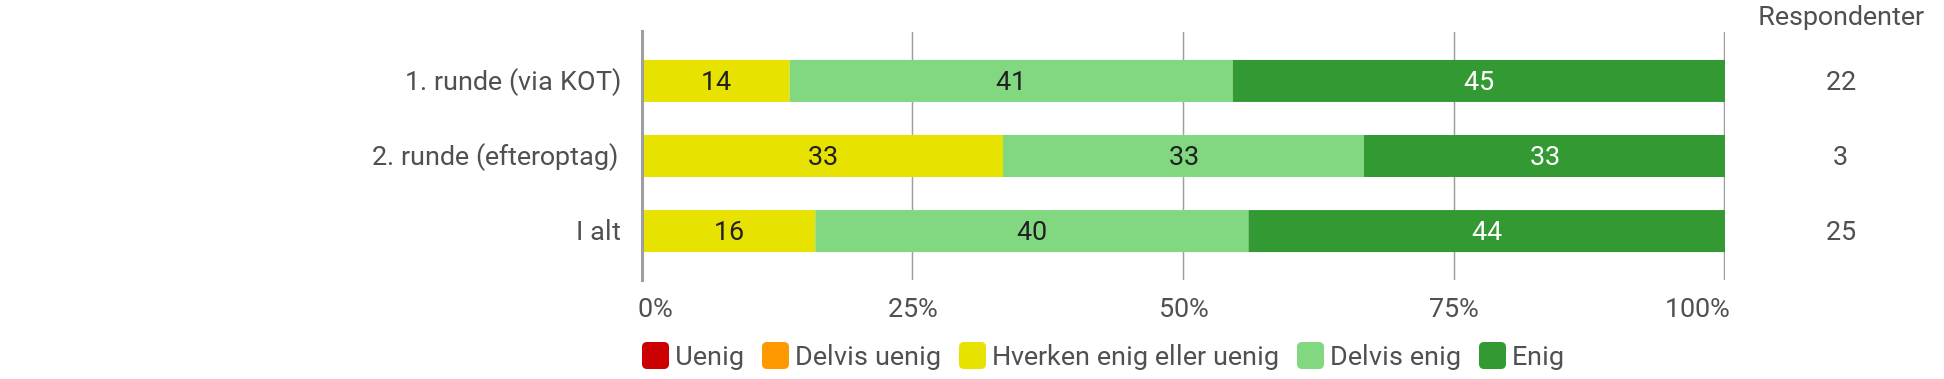 Respondenter
1. runde (via KOT) 14 41 45 22
2. runde (efteroptag) 33 33 33 3
I alt 16 40 44 25
0% 25% 50% 75% 100%
Uenig Delvis uenig Hverken enig eller uenig Delvis enig Enig